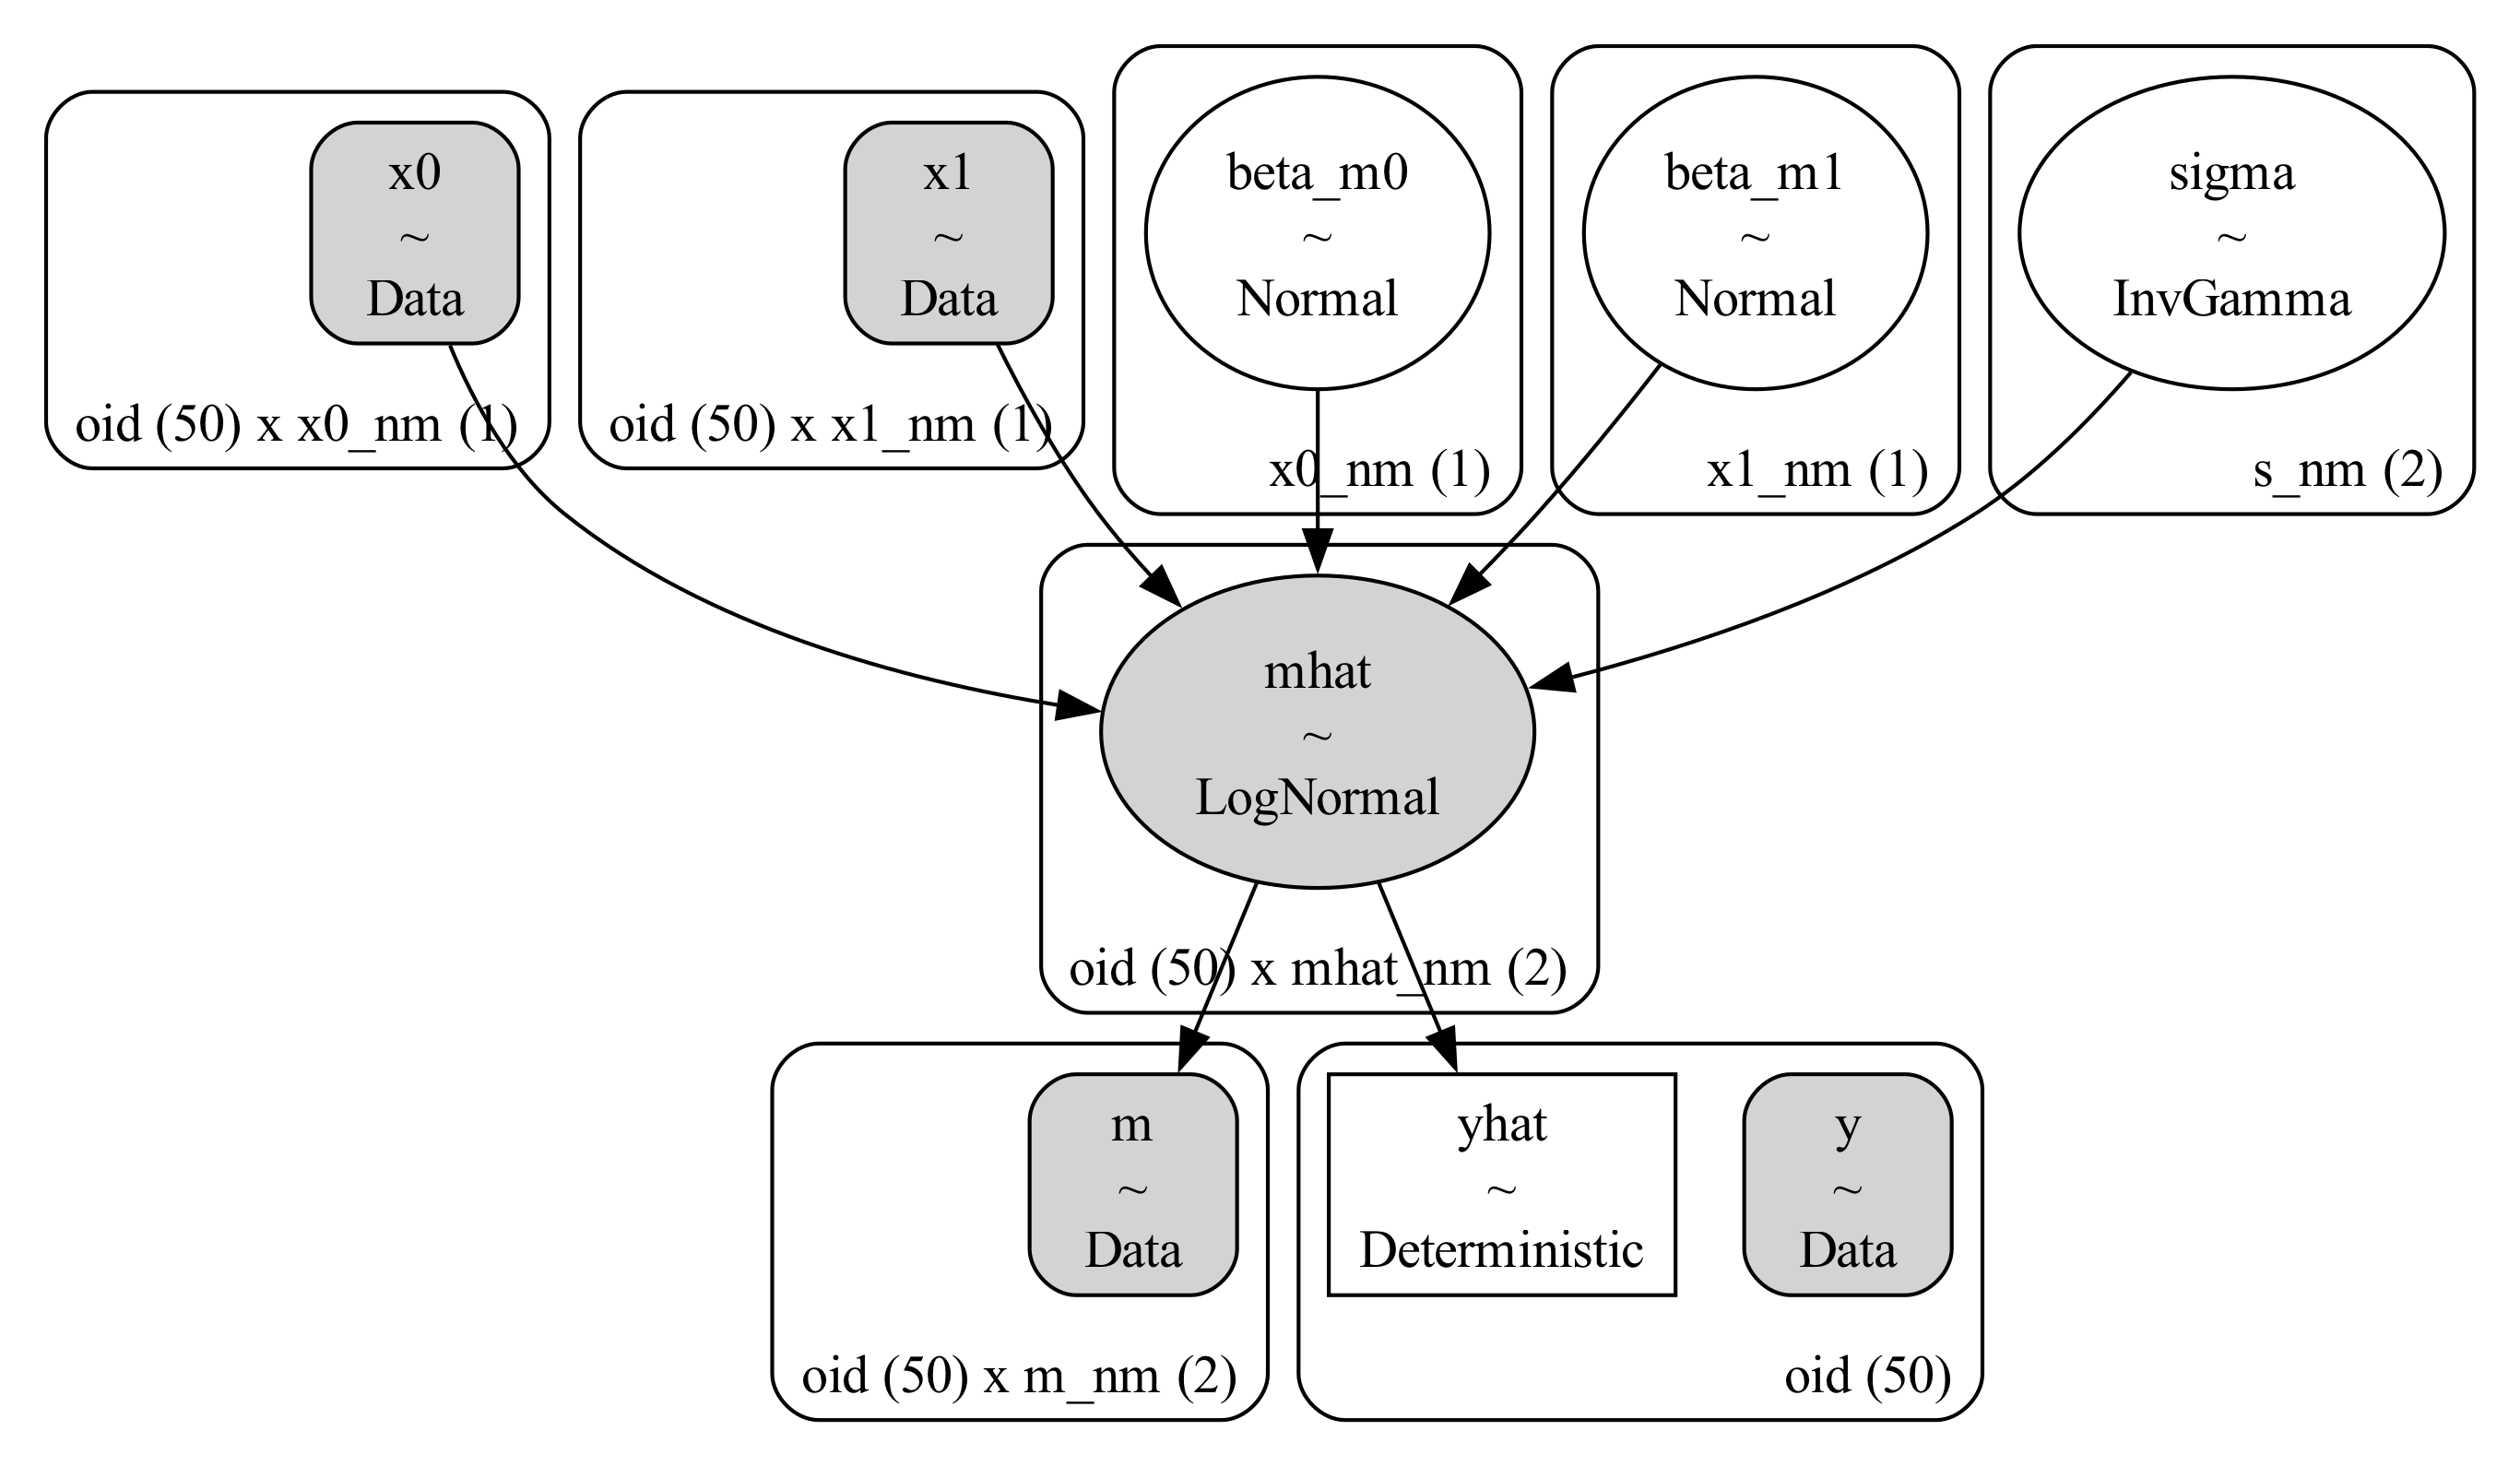 x0
~
Data
oid (50) x x0_nm (1)
x1
~
Data
oid (50) x x1_nm (1)
beta_m0
~
Normal
x0_nm (1)
beta_m1
~
Normal
x1_nm (1)
sigma
~
InvGamma
s_nm (2)
mhat
~
LogNormal
oid (50) x mhat_nm (2)
m
~
Data
oid (50) x m_nm (2)
yhat
~
Deterministic
y
~
Data
oid (50)